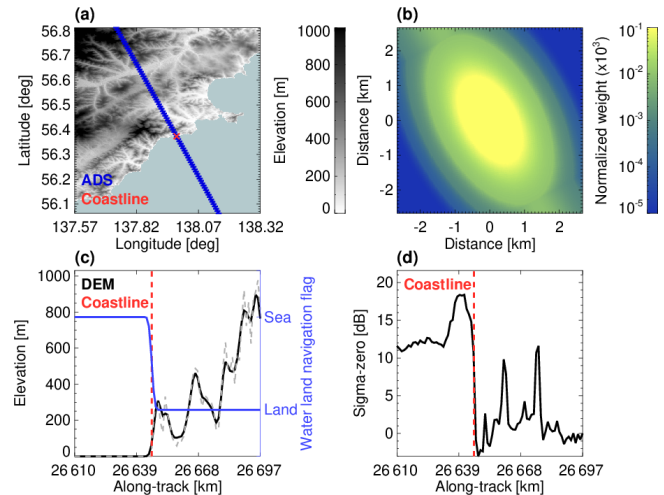 (a)
56.8
56.7
56.6
56.4
56.3
56.2
56.1
Latitude [deg]
ADS
Coastline
137.57 137.82 138.07 138.32
Longitude [deg]
1000
800
600
400
200
0
Elevation [m]
(b)
2
1
0
-1
-2
Distance [km]
-2 -1 0 1 2
Distance [km]
10⁻¹
10⁻²
10⁻³
10⁻⁴
10⁻⁵
Normalized weight (x10³)
(c)
1000
800
600
400
200
0
Elevation [m]
DEM
Coastline
Sea
Land
Water land navigation flag
26 610 26 639 26 668 26 697
Along-track [km]
(d)
20
15
10
5
0
Sigma-zero [dB]
Coastline
26 610 26 639 26 668 26 697
Along-track [km]